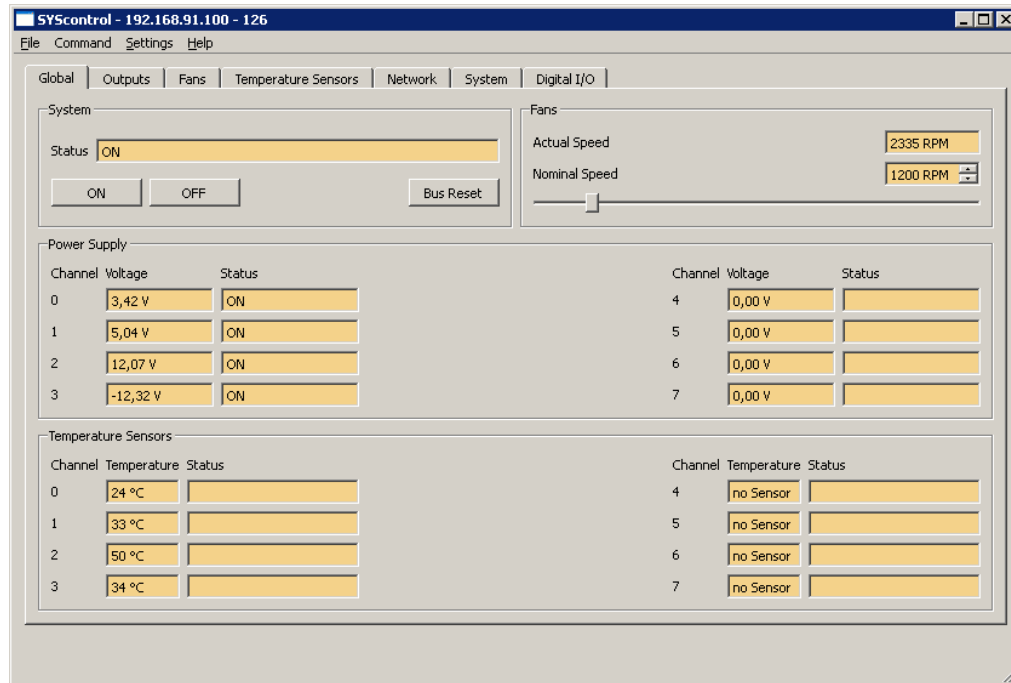 SYScontrol - 192.168.91.100 - 126
File Command Settings Help
Global Outputs Fans Temperature Sensors Network System Digital I/O
System
Status ON
ON OFF Bus Reset
Fans
Actual Speed 2335 RPM
Nominal Speed 1200 RPM
Power Supply
Channel Voltage Status Channel Voltage Status
0 3,42 V ON 4 0,00 V
1 5,04 V ON 5 0,00 V
2 12,07 V ON 6 0,00 V
3 -12,32 V ON 7 0,00 V
Temperature Sensors
Channel Temperature Status Channel Temperature Status
0 24 °C 4 no Sensor
1 33 °C 5 no Sensor
2 50 °C 6 no Sensor
3 34 °C 7 no Sensor